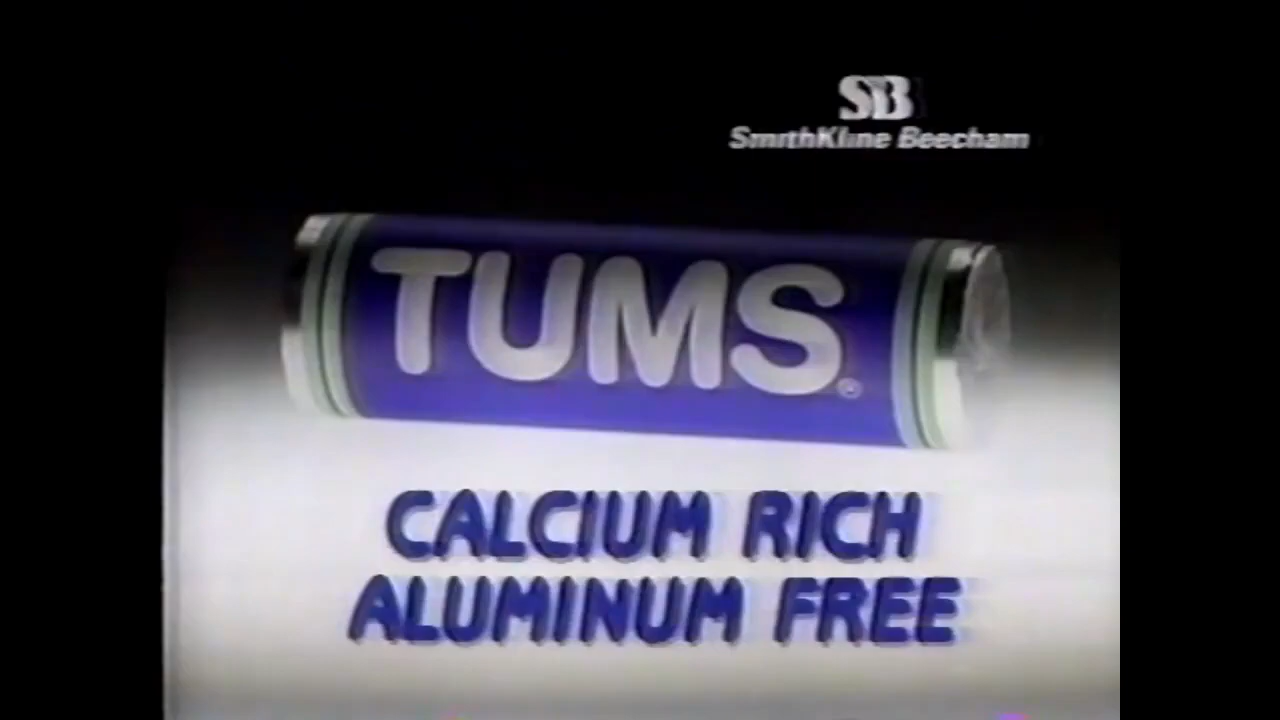 SB
SmithKline Beecham
TUMS®
CALCIUM RICH
ALUMINUM FREE